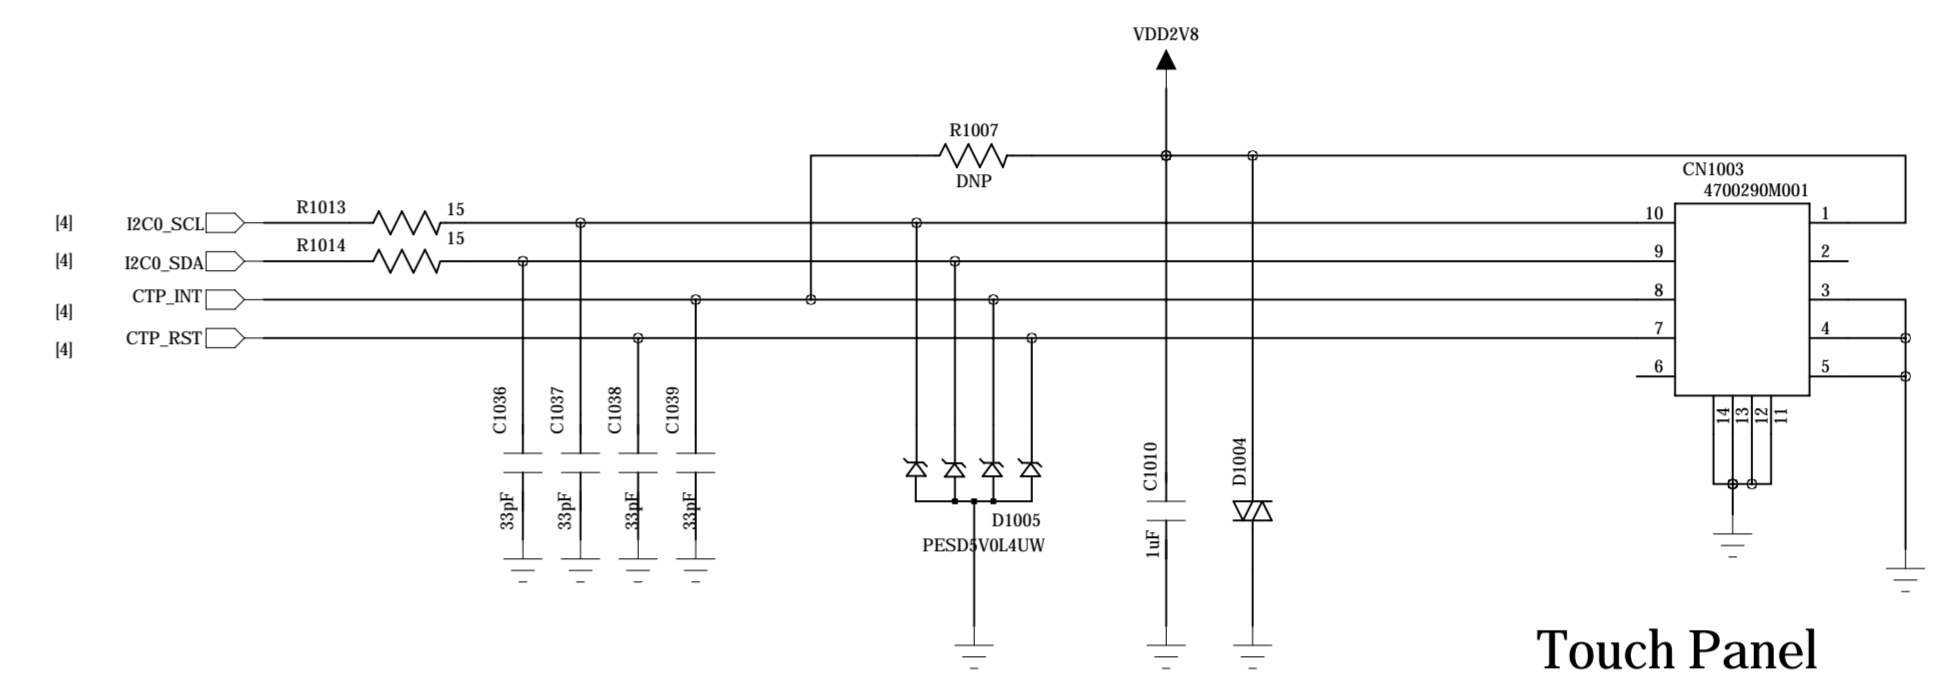 VDD2V8
R1007
DNP
CN1003
4700290M001
[4] I2C0_SCL R1013 15
[4] I2C0_SDA R1014 15
[4] CTP_INT
[4] CTP_RST
10 1
9 2
8 3
7 4
6 5
14 13 12 11
C1036 C1037 C1038 C1039
33pF 33pF 33pF 33pF
D1005
PESD5V0L4UW
C1010
1uF
D1004
Touch Panel